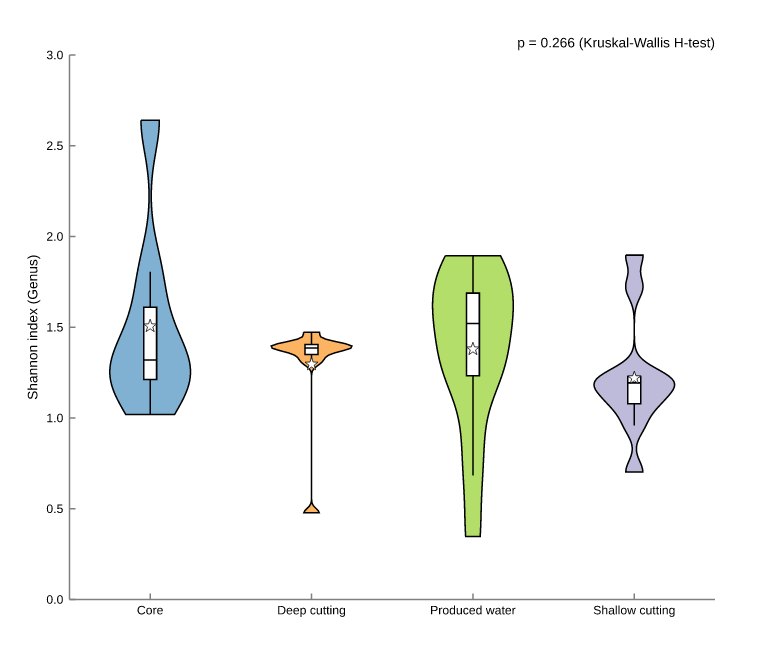 p = 0.266 (Kruskal-Wallis H-test)
Shannon index (Genus)
3.0
2.5
2.0
1.5
1.0
0.5
0.0
Core Deep cutting Produced water Shallow cutting